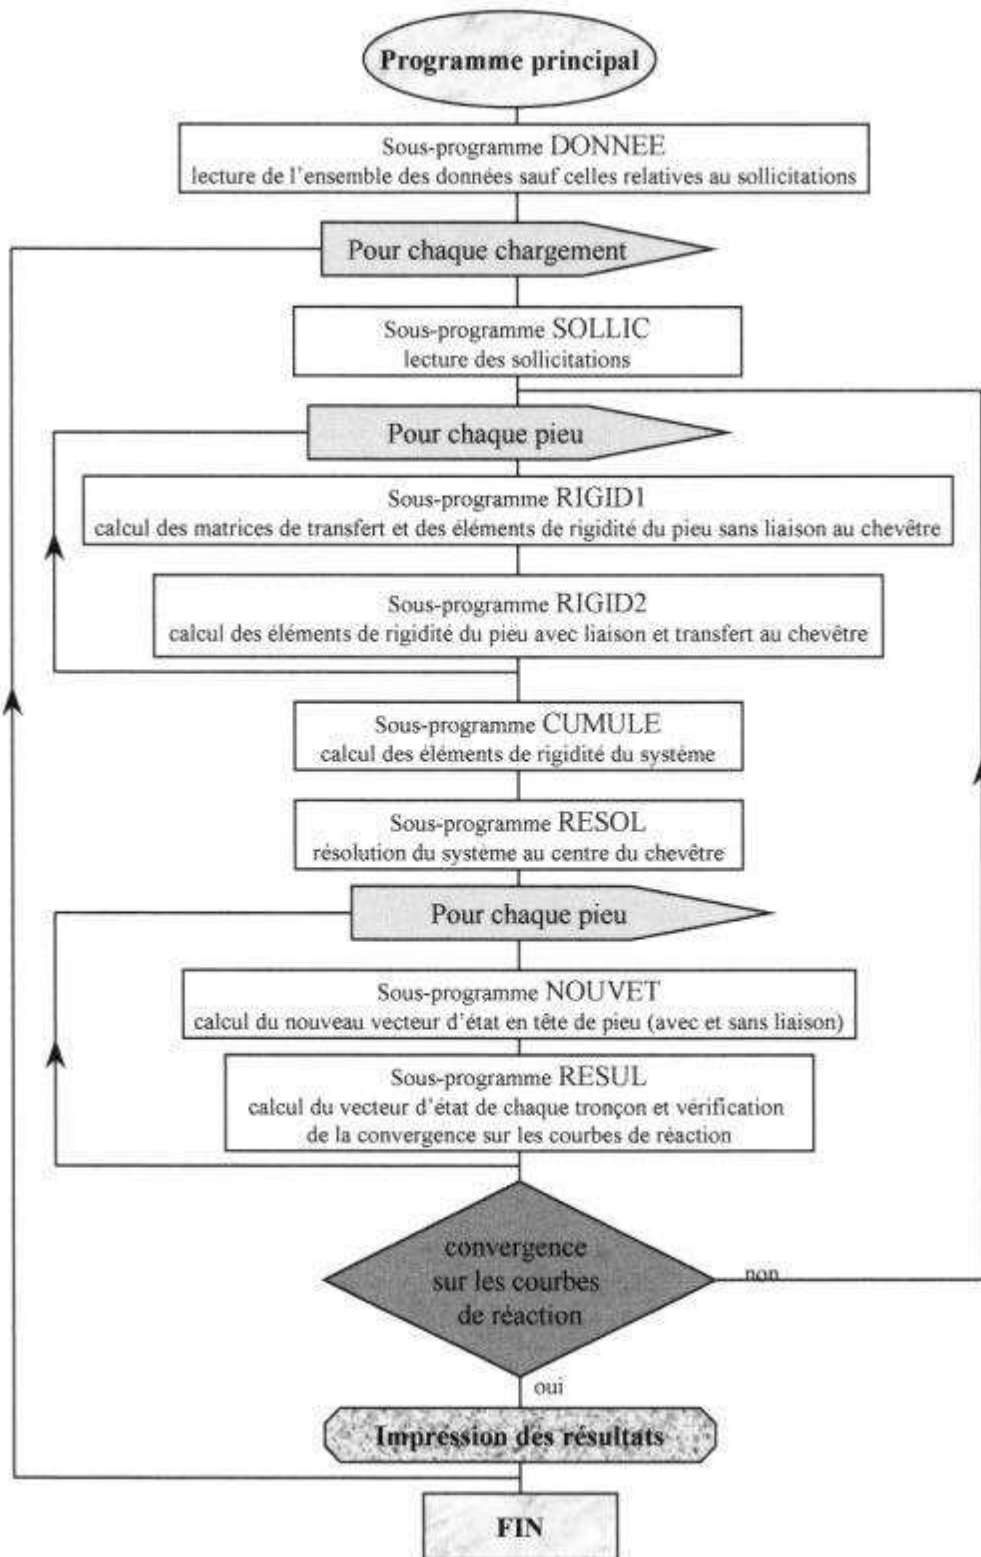 Programme principal
Sous-programme DONNEE
lecture de l'ensemble des données sauf celles relatives au sollicitations
Pour chaque chargement
Sous-programme SOLLIC
lecture des sollicitations
Pour chaque pieu
Sous-programme RIGID1
calcul des matrices de transfert et des éléments de rigidité du pieu sans liaison au chevêtre
Sous-programme RIGID2
calcul des éléments de rigidité du pieu avec liaison et transfert au chevêtre
Sous-programme CUMULE
calcul des éléments de rigidité du système
Sous-programme RESOL
résolution du système au centre du chevêtre
Pour chaque pieu
Sous-programme NOUVET
calcul du nouveau vecteur d'état en tête de pieu (avec et sans liaison)
Sous-programme RESUL
calcul du vecteur d'état de chaque tronçon et vérification
de la convergence sur les courbes de réaction
convergence
sur les courbes
de réaction
non
oui
Impression des résultats
FIN